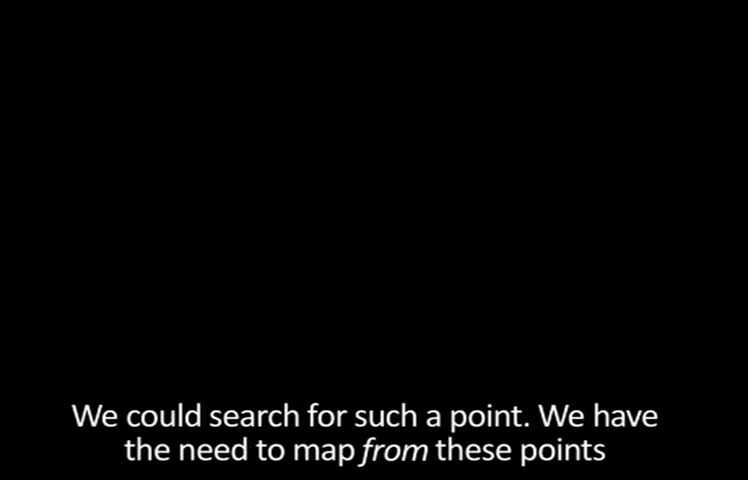 We could search for such a point. We have
the need to map from these points